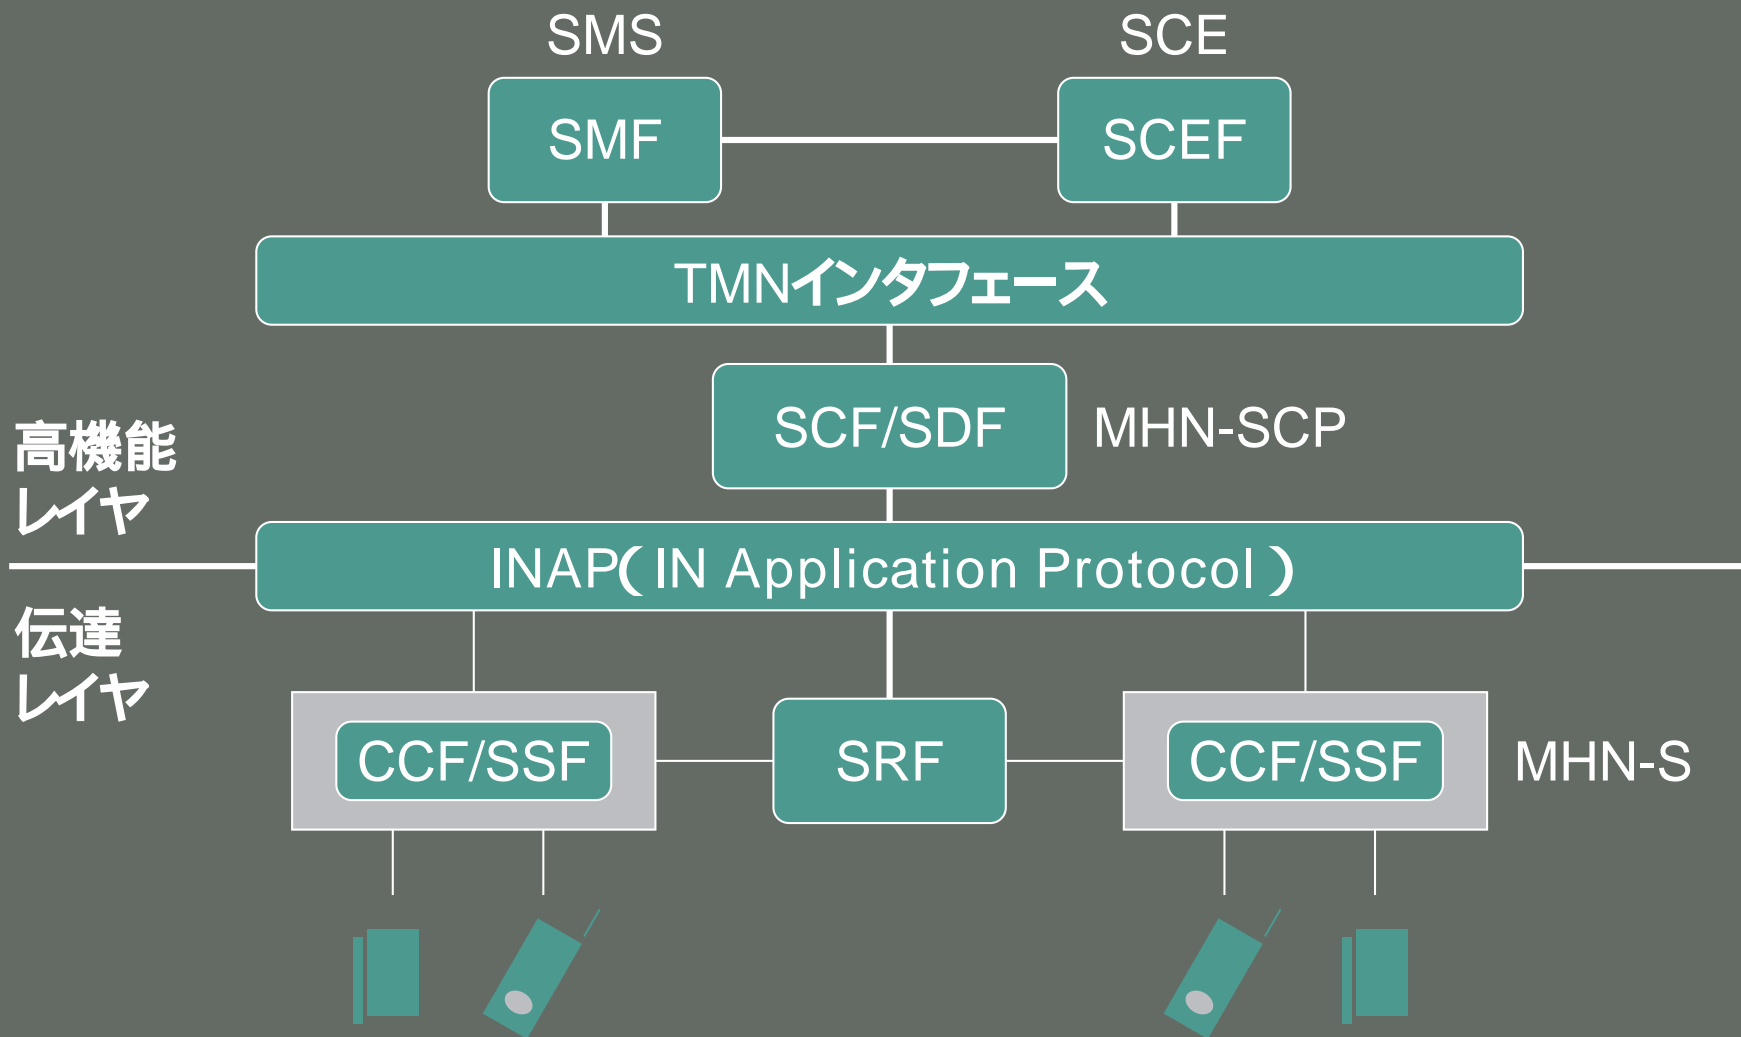 SMS
SCE
SMF
SCEF
TMNインタフェース
SCF/SDF
MHN-SCP
高機能
レイヤ
INAP(IN Application Protocol)
伝達
レイヤ
CCF/SSF
SRF
CCF/SSF
MHN-S